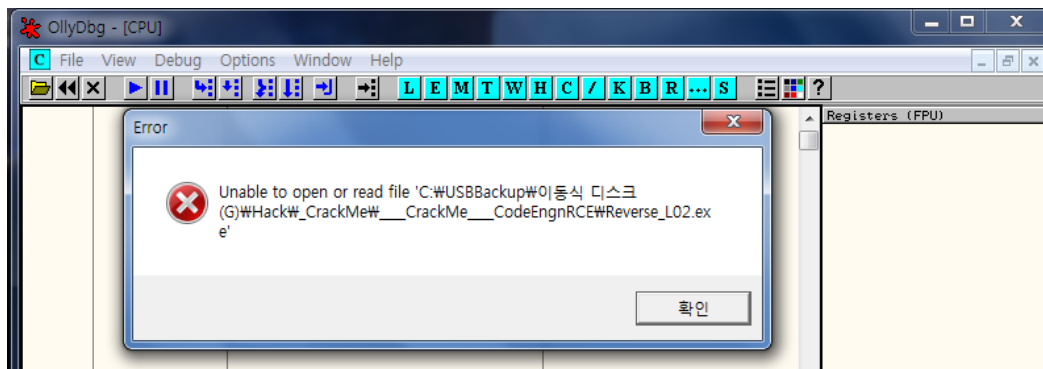 OllyDbg - [CPU]
C File View Debug Options Window Help
L E M T W H C / K B R ... S ?
Registers (FPU)
Error
Unable to open or read file 'C:₩USBBackup₩이동식 디스크
(G)₩Hack₩_CrackMe₩___CrackMe___CodeEngnRCE₩Reverse_L02.ex
e'
확인